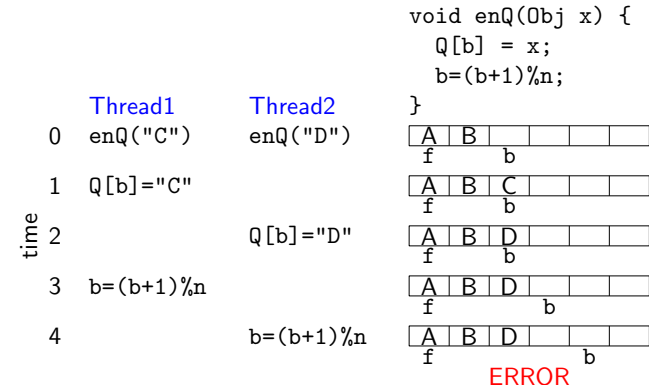 void enQ(Obj x) {
Q[b] = x;
b=(b+1)%n;
Thread1 Thread2 }
0 enQ("C") enQ("D") A B
f b
1 Q[b]="C" A B C
f b
time
2 Q[b]="D" A B D
f b
3 b=(b+1)%n A B D
f b
4 b=(b+1)%n A B D
f b
ERROR